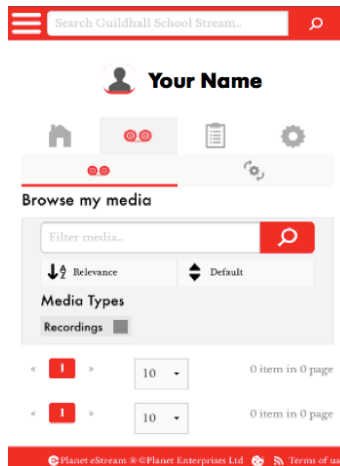 Search Guildhall School Stream..
Your Name
Browse my media
Filter media..
Relevance
Default
Media Types
Recordings
« 1 » 10 0 item in 0 page
« 1 » 10 0 item in 0 page
Planet eStream ® ©Planet Enterprises Ltd Terms of us